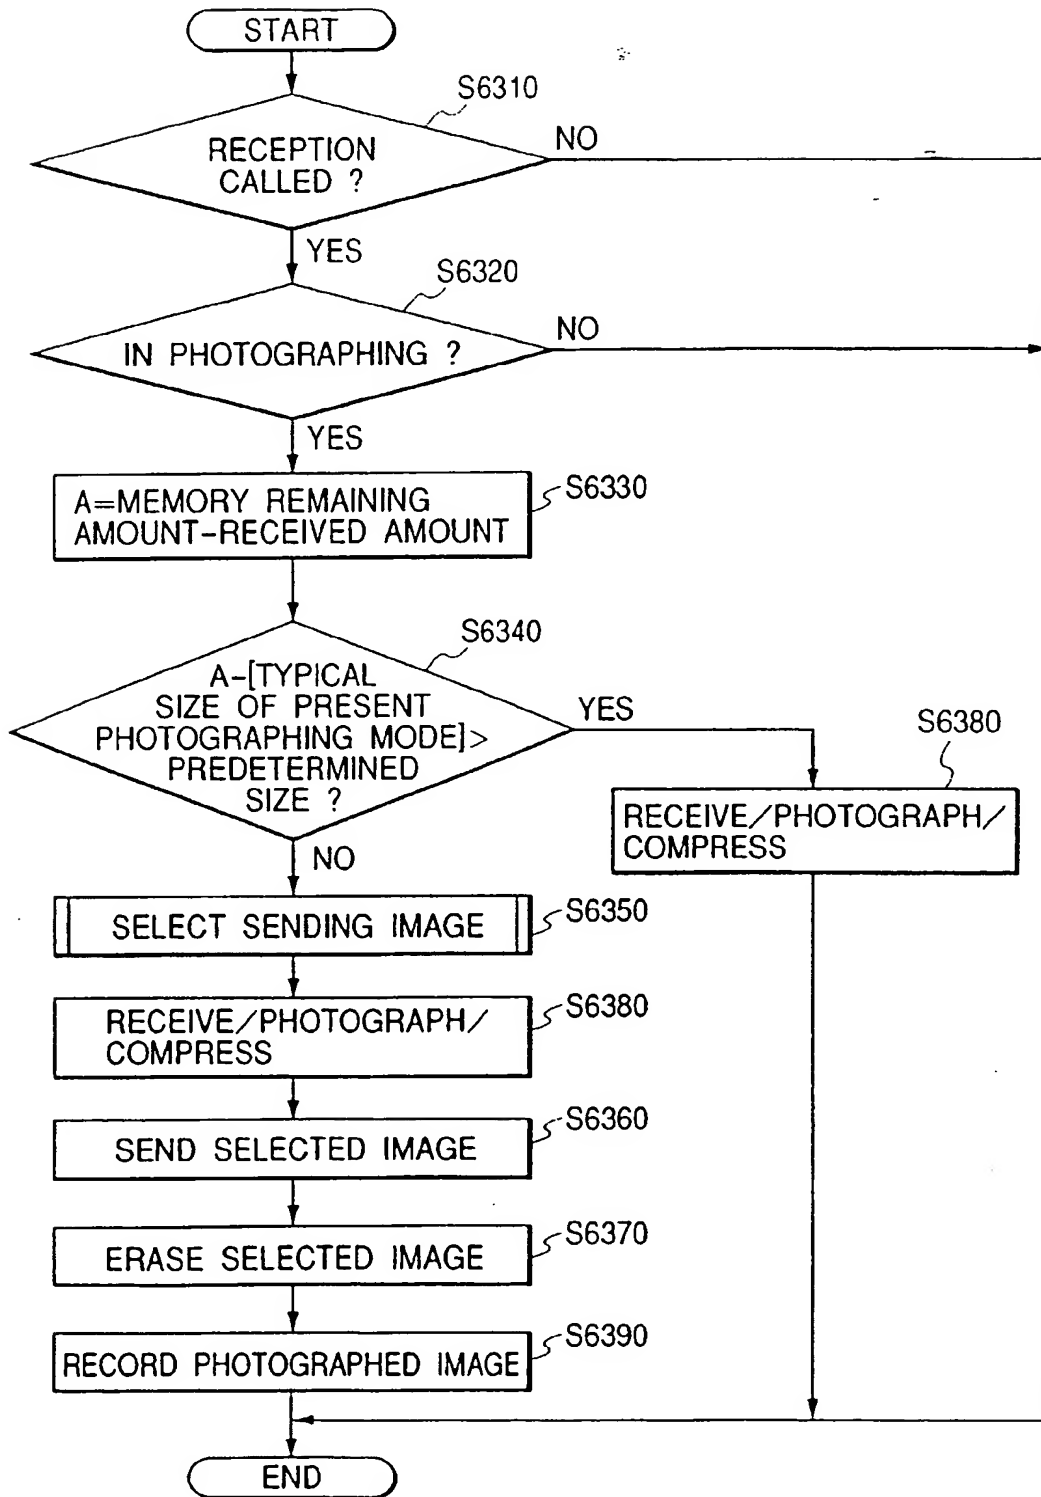 START
S6310
RECEPTION
CALLED ?
NO
YES
S6320
IN PHOTOGRAPHING ?
NO
YES
A=MEMORY REMAINING
AMOUNT-RECEIVED AMOUNT
S6330
S6340
A-[TYPICAL
SIZE OF PRESENT
PHOTOGRAPHING MODE]>
PREDETERMINED
SIZE ?
YES
S6380
RECEIVE/PHOTOGRAPH/
COMPRESS
NO
SELECT SENDING IMAGE
S6350
RECEIVE/PHOTOGRAPH/
COMPRESS
S6380
SEND SELECTED IMAGE
S6360
ERASE SELECTED IMAGE
S6370
RECORD PHOTOGRAPHED IMAGE
S6390
END